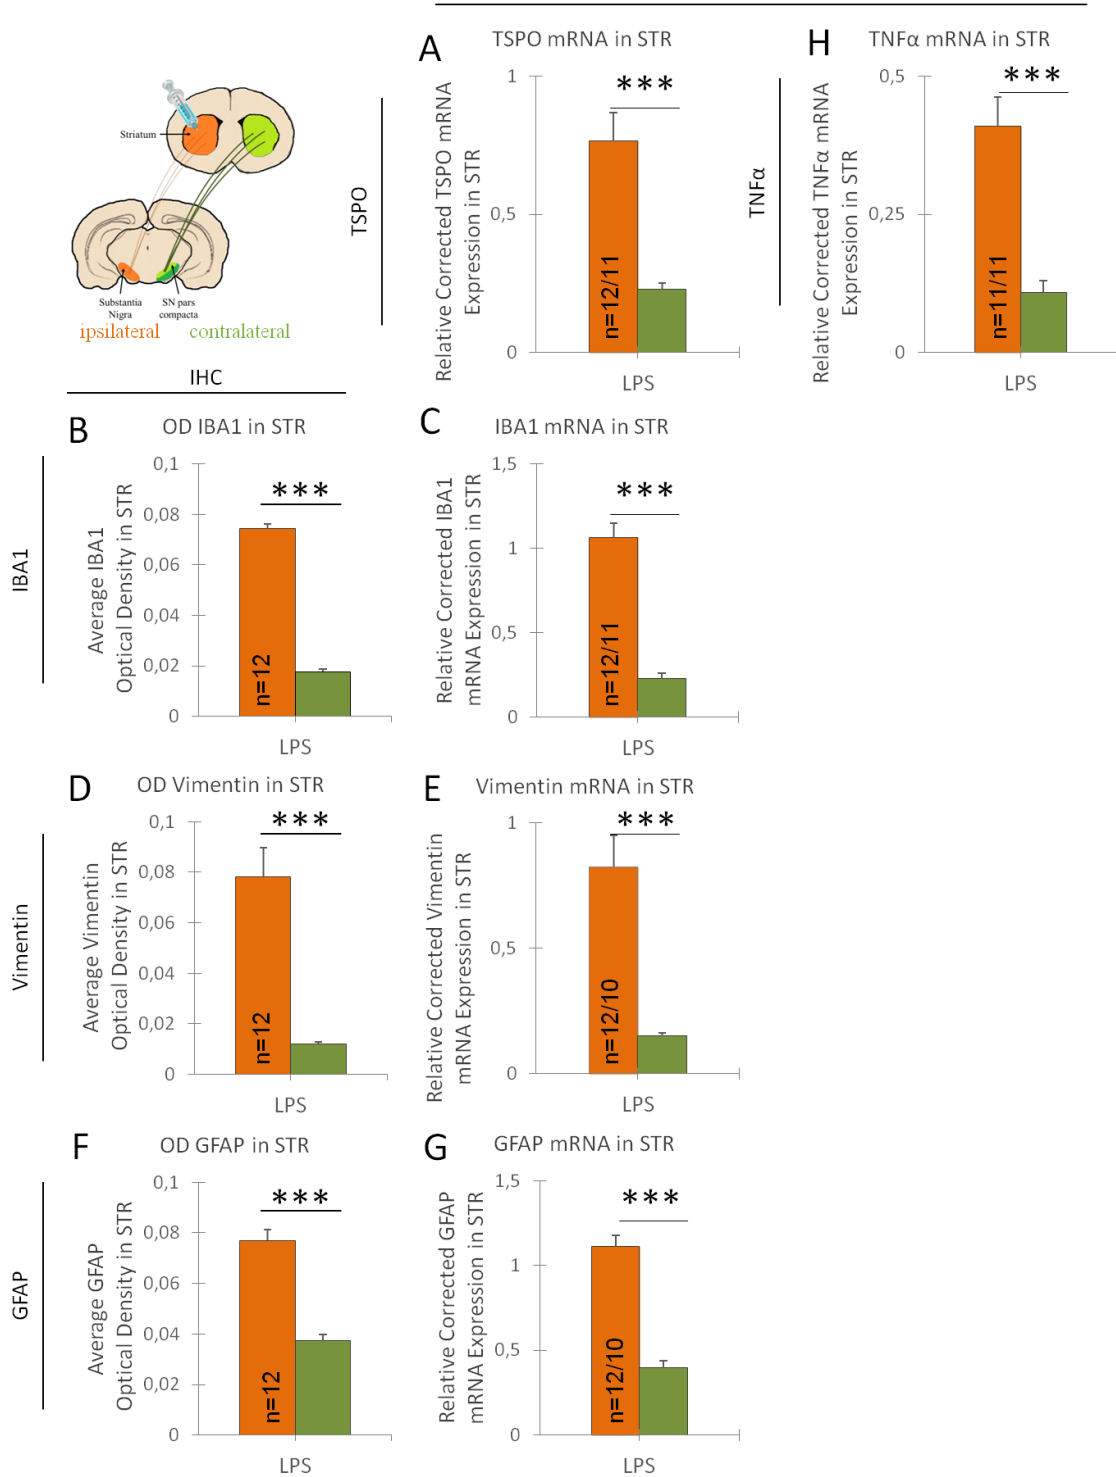 A
TSPO mRNA in STR
TSPO
Relative Corrected TSPO mRNA
Expression in STR
1
0,5
0
***
n=12/11
LPS
H
TNFα mRNA in STR
TNFα
Relative Corrected TNFα mRNA
Expression in STR
0,5
0,25
0
***
n=11/11
LPS
Striatum
Substantia
Nigra
SN pars
compacta
ipsilateral
contralateral
IHC
B
OD IBA1 in STR
IBA1
Average IBA1
Optical Density in STR
0,1
0,08
0,06
0,04
0,02
0
***
n=12
LPS
C
IBA1 mRNA in STR
Relative Corrected IBA1
mRNA Expression in STR
1,5
1
0,5
0
***
n=12/11
LPS
D
OD Vimentin in STR
Vimentin
Average Vimentin
Optical Density in STR
0,1
0,08
0,06
0,04
0,02
0
***
n=12
LPS
E
Vimentin mRNA in STR
Relative Corrected Vimentin
mRNA Expression in STR
1
0,5
0
***
n=12/10
LPS
F
OD GFAP in STR
GFAP
Average GFAP
Optical Density in STR
0,1
0,08
0,06
0,04
0,02
0
***
n=12
LPS
G
GFAP mRNA in STR
Relative Corrected GFAP
mRNA Expression in STR
1,5
1
0,5
0
***
n=12/10
LPS